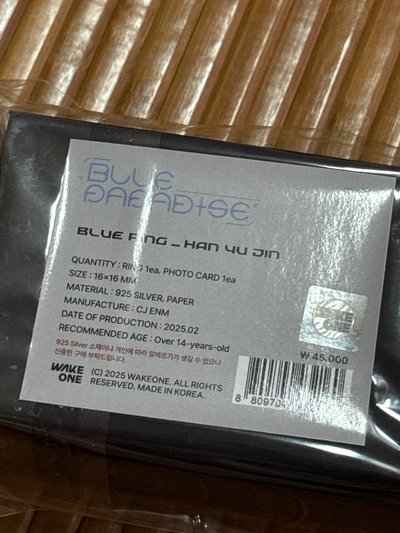 BLUE
PARADISE
BLUE RING _ HAN YU JIN
QUANTITY : RING 1ea, PHOTO CARD 1ea
SIZE : 16×16 MM
MATERIAL : 925 SILVER, PAPER
MANUFACTURE : CJ ENM
DATE OF PRODUCTION : 2025.02
RECOMMENDED AGE : Over 14-years-old
925 Silver 소재이나 개인에 따라 알레르기가 생길 수 있으니
신중한 구매 부탁드립니다.
WAKE
ONE
(C) 2025 WAKEONE. ALL RIGHTS
RESERVED. MADE IN KOREA.
WAKE
ONE
₩ 45,000
8 80970